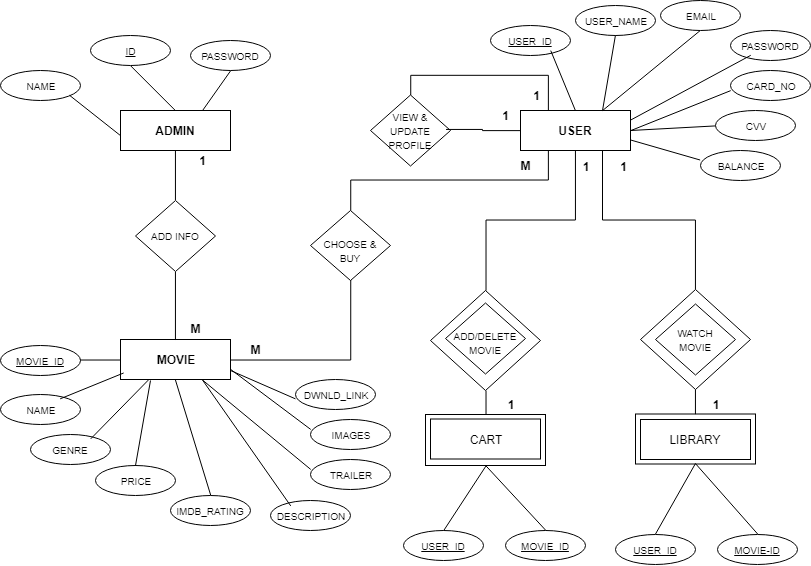 USER_ID
USER_NAME
EMAIL
ID
PASSWORD
PASSWORD
NAME
CARD_NO
1
VIEW &
UPDATE
PROFILE
1
ADMIN
USER
CVV
1
M
1
1
BALANCE
ADD INFO
CHOOSE &
BUY
M
ADD/DELETE
MOVIE
WATCH
MOVIE
M
MOVIE_ID
MOVIE
DWNLD_LINK
NAME
1
1
GENRE
IMAGES
CART
LIBRARY
PRICE
TRAILER
IMDB_RATING
DESCRIPTION
USER_ID
MOVIE_ID
USER_ID
MOVIE-ID